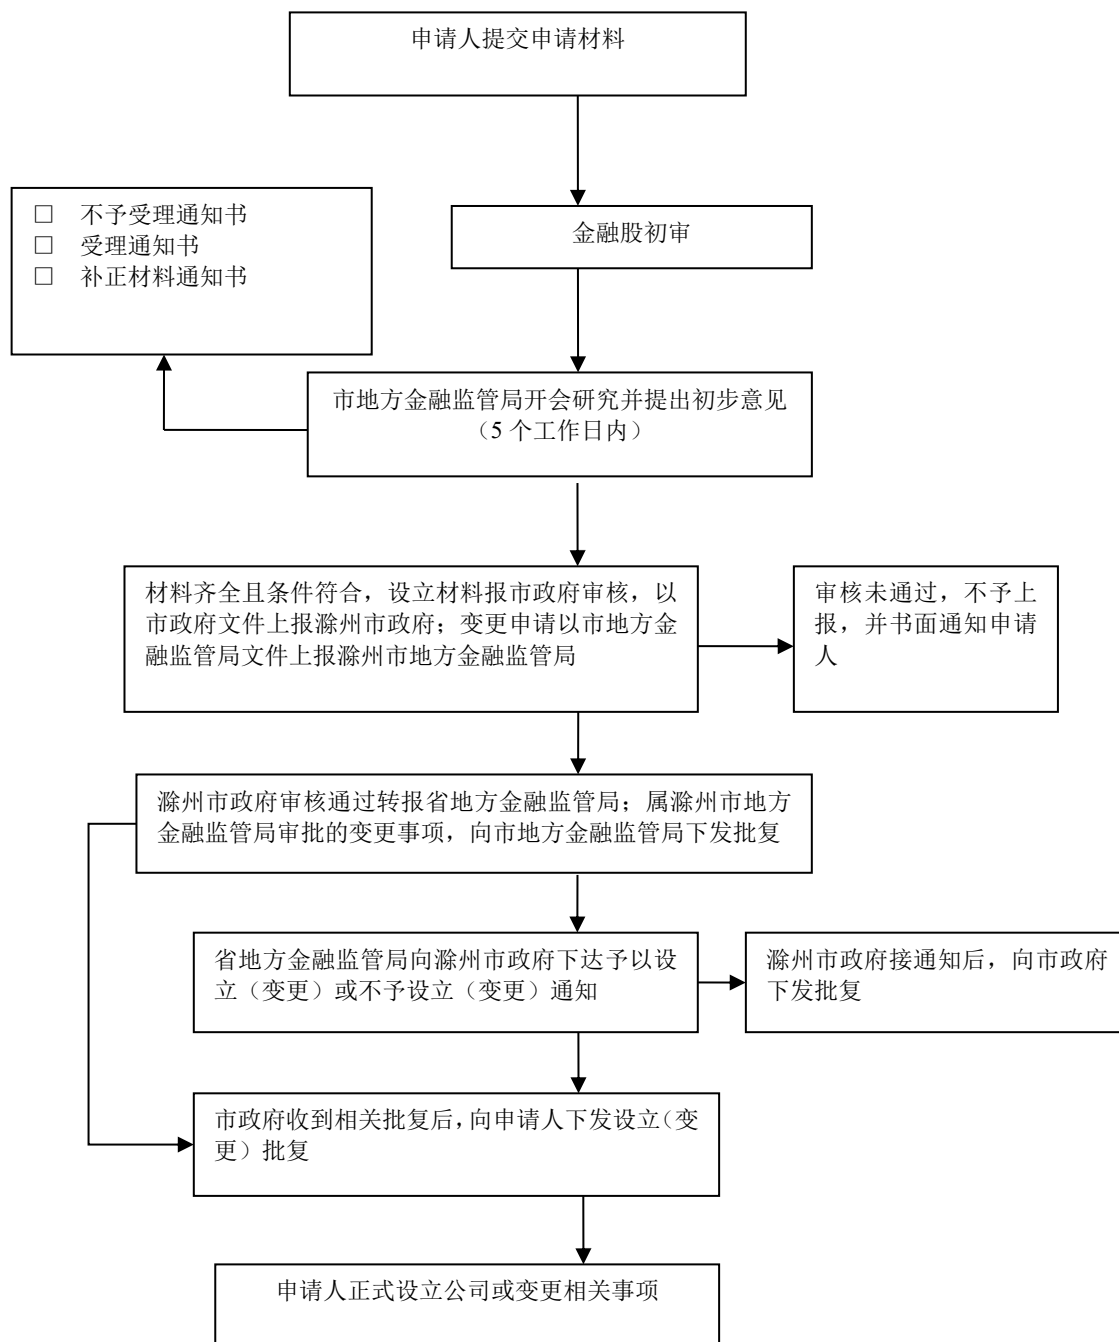 申请人提交申请材料
□ 不予受理通知书
□ 受理通知书
□ 补正材料通知书
金融股初审
市地方金融监管局开会研究并提出初步意见
（5 个工作日内）
材料齐全且条件符合，设立材料报市政府审核，以
市政府文件上报滁州市政府；变更申请以市地方金
融监管局文件上报滁州市地方金融监管局
审核未通过，不予上
报，并书面通知申请
人
滁州市政府审核通过转报省地方金融监管局；属滁州市地方
金融监管局审批的变更事项，向市地方金融监管局下发批复
省地方金融监管局向滁州市政府下达予以设
立（变更）或不予设立（变更）通知
滁州市政府接通知后，向市政府
下发批复
市政府收到相关批复后，向申请人下发设立（变
更）批复
申请人正式设立公司或变更相关事项